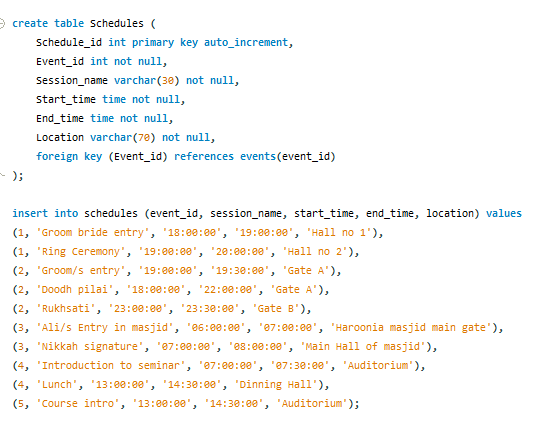 create table Schedules (
Schedule_id int primary key auto_increment,
Event_id int not null,
Session_name varchar(30) not null,
Start_time time not null,
End_time time not null,
Location varchar(70) not null,
foreign key (Event_id) references events(event_id)
);
insert into schedules (event_id, session_name, start_time, end_time, location) values
(1, 'Groom bride entry', '18:00:00', '19:00:00', 'Hall no 1'),
(1, 'Ring Ceremony', '19:00:00', '20:00:00', 'Hall no 2'),
(2, 'Groom/s entry', '19:00:00', '19:30:00', 'Gate A'),
(2, 'Doodh pilai', '18:00:00', '22:00:00', 'Gate A'),
(2, 'Rukhsati', '23:00:00', '23:30:00', 'Gate B'),
(3, 'Ali/s Entry in masjid', '06:00:00', '07:00:00', 'Haroonia masjid main gate'),
(3, 'Nikkah signature', '07:00:00', '08:00:00', 'Main Hall of masjid'),
(4, 'Introduction to seminar', '07:00:00', '07:30:00', 'Auditorium'),
(4, 'Lunch', '13:00:00', '14:30:00', 'Dinning Hall'),
(5, 'Course intro', '13:00:00', '14:30:00', 'Auditorium');